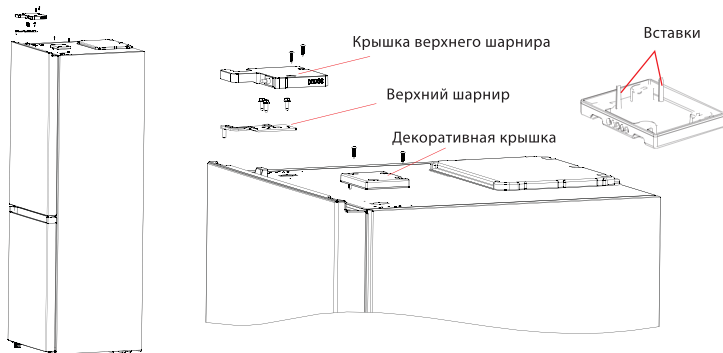 Вставки
Крышка верхнего шарнира
Верхний шарнир
Декоративная крышка